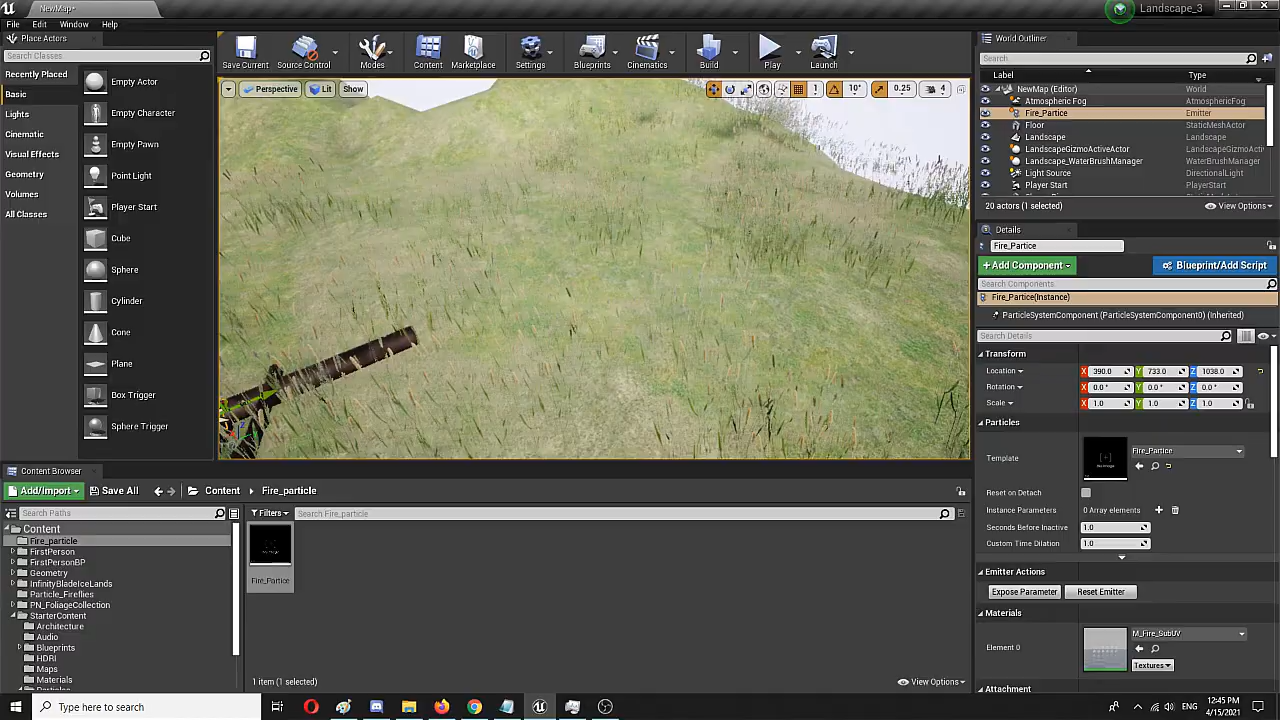 NewMap*
Landscape_3
File Edit Window Help
Place Actors
Search Classes
Recently Placed
Basic
Lights
Cinematic
Visual Effects
Geometry
Volumes
All Classes
Empty Actor
Empty Character
Empty Pawn
Point Light
Player Start
Cube
Sphere
Cylinder
Cone
Plane
Box Trigger
Sphere Trigger
Save Current
Source Control
Modes
Content
Marketplace
Settings
Blueprints
Cinematics
Build
Play
Launch
Perspective Lit Show
1 10° 0.25 4
World Outliner
Search
Label Type
NewMap (Editor) World
Atmospheric Fog AtmosphericFog
Fire_Partice Emitter
Floor StaticMeshActor
Landscape Landscape
LandscapeGizmoActiveActor LandscapeGizmoActi
Landscape_WaterBrushManager WaterBrushManager
Light Source DirectionalLight
Player Start PlayerStart
20 actors (1 selected) View Options
Details
Fire_Partice
+ Add Component Blueprint/Add Script
Search Components
Fire_Partice(Instance)
ParticleSystemComponent (ParticleSystemComponent0) (Inherited)
Search Details
Transform
Location X 390.0 Y 733.0 Z 1038.0
Rotation X 0.0 ° Y 0.0 ° Z 0.0 °
Scale X 1.0 Y 1.0 Z 1.0
Particles
Template Fire_Partice
Reset on Detach
Instance Parameters 0 Array elements
Seconds Before Inactive 1.0
Custom Time Dilation 1.0
Emitter Actions
Expose Parameter Reset Emitter
Materials
Element 0 M_Fire_SubUV
Textures
Attachment
Content Browser
Add/Import Save All Content Fire_particle
Search Paths
Filters Search Fire_particle
Content
Fire_particle
FirstPerson
FirstPersonBP
Geometry
InfinityBladeIceLands
Particle_Fireflies
PN_FoliageCollection
StarterContent
Architecture
Audio
Blueprints
HDRI
Maps
Materials
Particles
Fire_Partice
1 item (1 selected) View Options
Type here to search
ENG
12:45 PM
4/15/2021